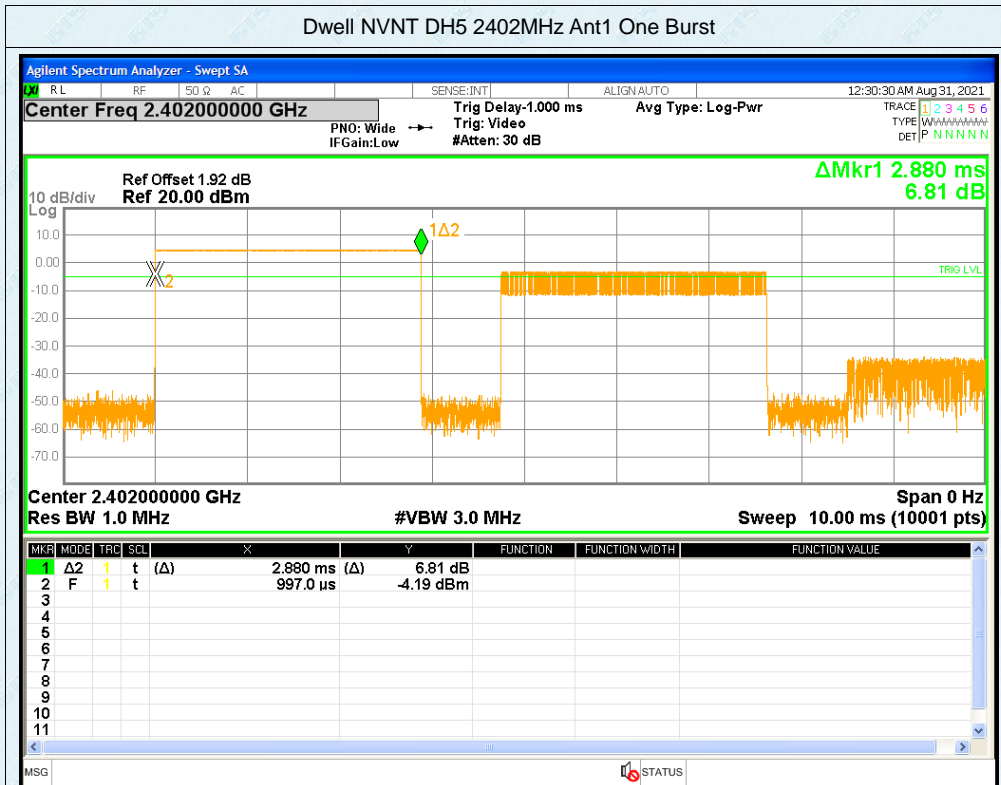 Dwell NVNT DH5 2402MHz Ant1 One Burst
Agilent Spectrum Analyzer - Swept SA
LXI RL RF 50 Ω AC SENSE:INT ALIGN AUTO 12:30:30 AM Aug 31, 2021
Center Freq 2.402000000 GHz
PNO: Wide
IFGain:Low
Trig Delay-1.000 ms
Trig: Video
#Atten: 30 dB
Avg Type: Log-Pwr
TRACE 1 2 3 4 5 6
TYPE
DET P N N N N N
ΔMkr1 2.880 ms
6.81 dB
Ref Offset 1.92 dB
10 dB/div Ref 20.00 dBm
Log
1Δ2
10.0
0.00
TRIG LVL
2
-10.0
-20.0
-30.0
-40.0
-50.0
-60.0
-70.0
Center 2.402000000 GHz Span 0 Hz
Res BW 1.0 MHz #VBW 3.0 MHz Sweep 10.00 ms (10001 pts)
MKR MODE TRC SCL X Y FUNCTION FUNCTION WIDTH FUNCTION VALUE
1 Δ2 1 t (Δ) 2.880 ms (Δ) 6.81 dB
2 F 1 t 997.0 µs -4.19 dBm
3
4
5
6
7
8
9
10
11
MSG STATUS